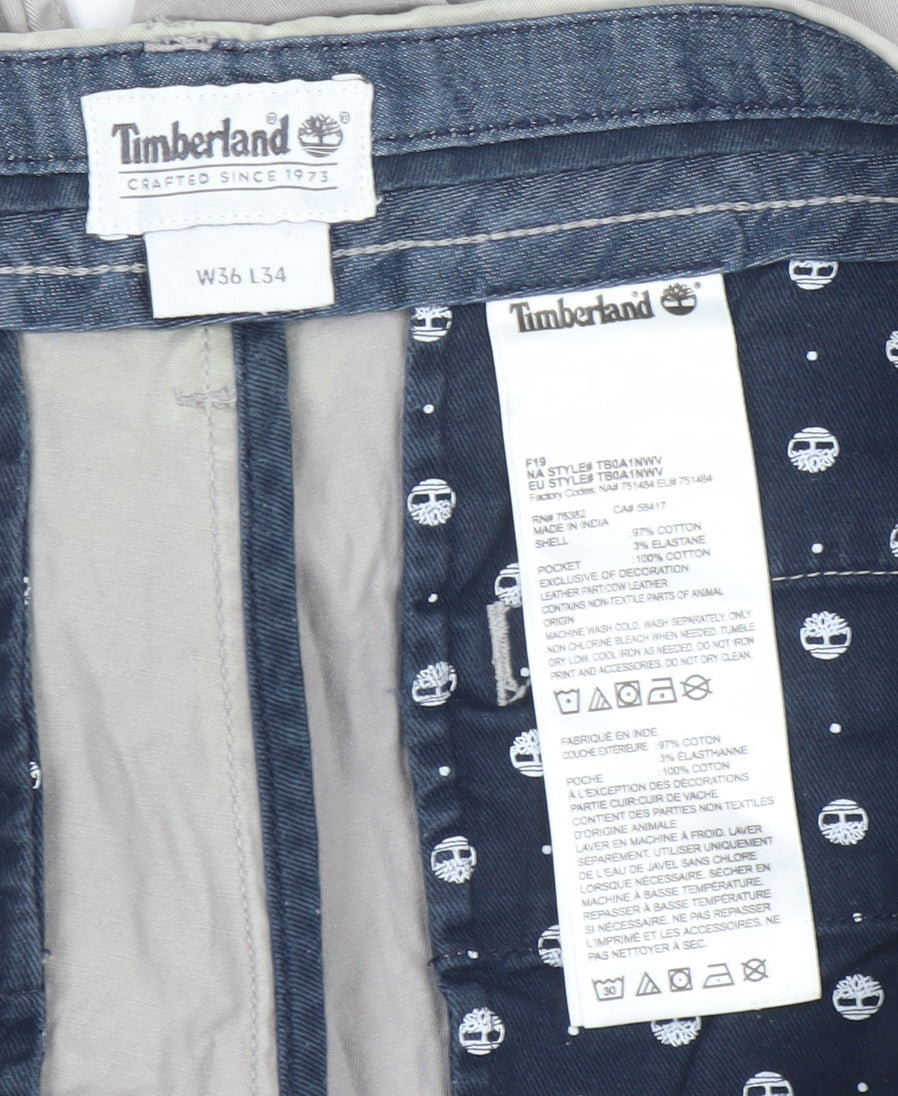 Timberland®
CRAFTED SINCE 1973
W36 L34
Timberland®
F19
NA STYLE# TB0A1NWV
EU STYLE# TB0A1NWV
Factory Codes: NA# 751484 EU# 751484
RN# 76382 CA# 58417
MADE IN INDIA
SHELL :97% COTTON
3% ELASTANE
POCKET :100% COTTON
EXCLUSIVE OF DECORATION
LEATHER PART:COW LEATHER
CONTAINS NON-TEXTILE PARTS OF ANIMAL
ORIGIN
MACHINE WASH COLD. WASH SEPARATELY. ONLY
NON CHLORINE BLEACH WHEN NEEDED. TUMBLE
DRY LOW. COOL IRON AS NEEDED. DO NOT IRON
PRINT AND ACCESSORIES. DO NOT DRY CLEAN.
FABRIQUÉ EN INDE
COUCHE EXTÉRIEURE :97% COTON
3% ÉLASTHANNE
POCHE :100% COTON
À L'EXCEPTION DES DÉCORATIONS
PARTIE CUIR:CUIR DE VACHE
CONTIENT DES PARTIES NON TEXTILES
D'ORIGINE ANIMALE
LAVER EN MACHINE À FROID. LAVER
SÉPAREMENT. UTILISER UNIQUEMENT
DE L'EAU DE JAVEL SANS CHLORE
LORSQUE NÉCESSAIRE. SÉCHER EN
MACHINE À BASSE TEMPÉRATURE.
REPASSER À BASSE TEMPÉRATURE
SI NÉCESSAIRE. NE PAS REPASSER
L'IMPRIMÉ ET LES ACCESSOIRES. NE
PAS NETTOYER À SEC.
30